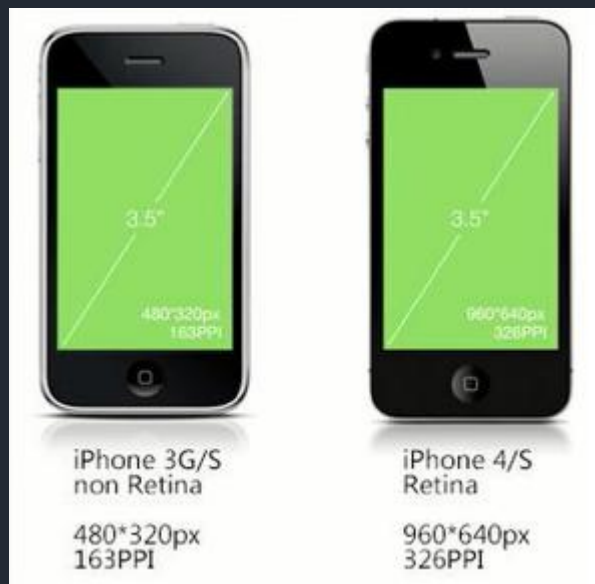 3.5"
480*320px
163PPI
3.5"
960*640px
326PPI
iPhone 3G/S
non Retina
480*320px
163PPI
iPhone 4/S
Retina
960*640px
326PPI